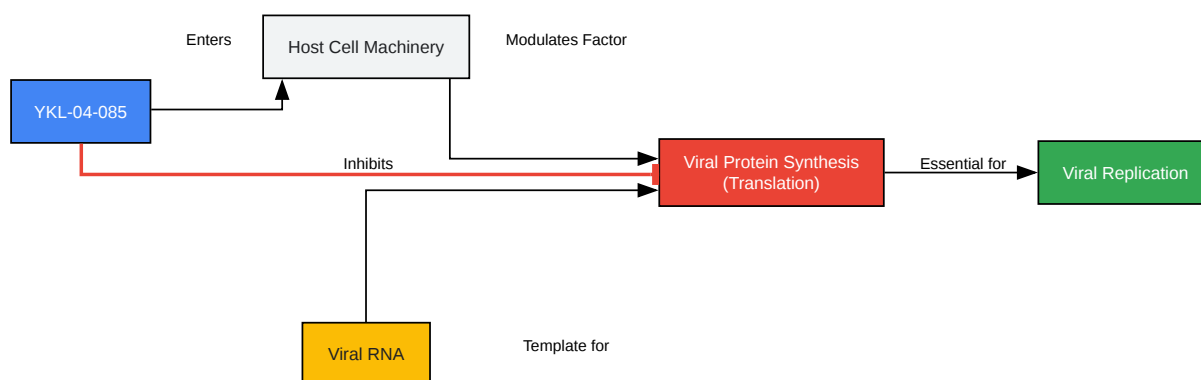 Enters
Host Cell Machinery
Modulates Factor
YKL-04-085
Inhibits
Viral Protein Synthesis
(Translation)
Essential for
Viral Replication
Viral RNA
Template for